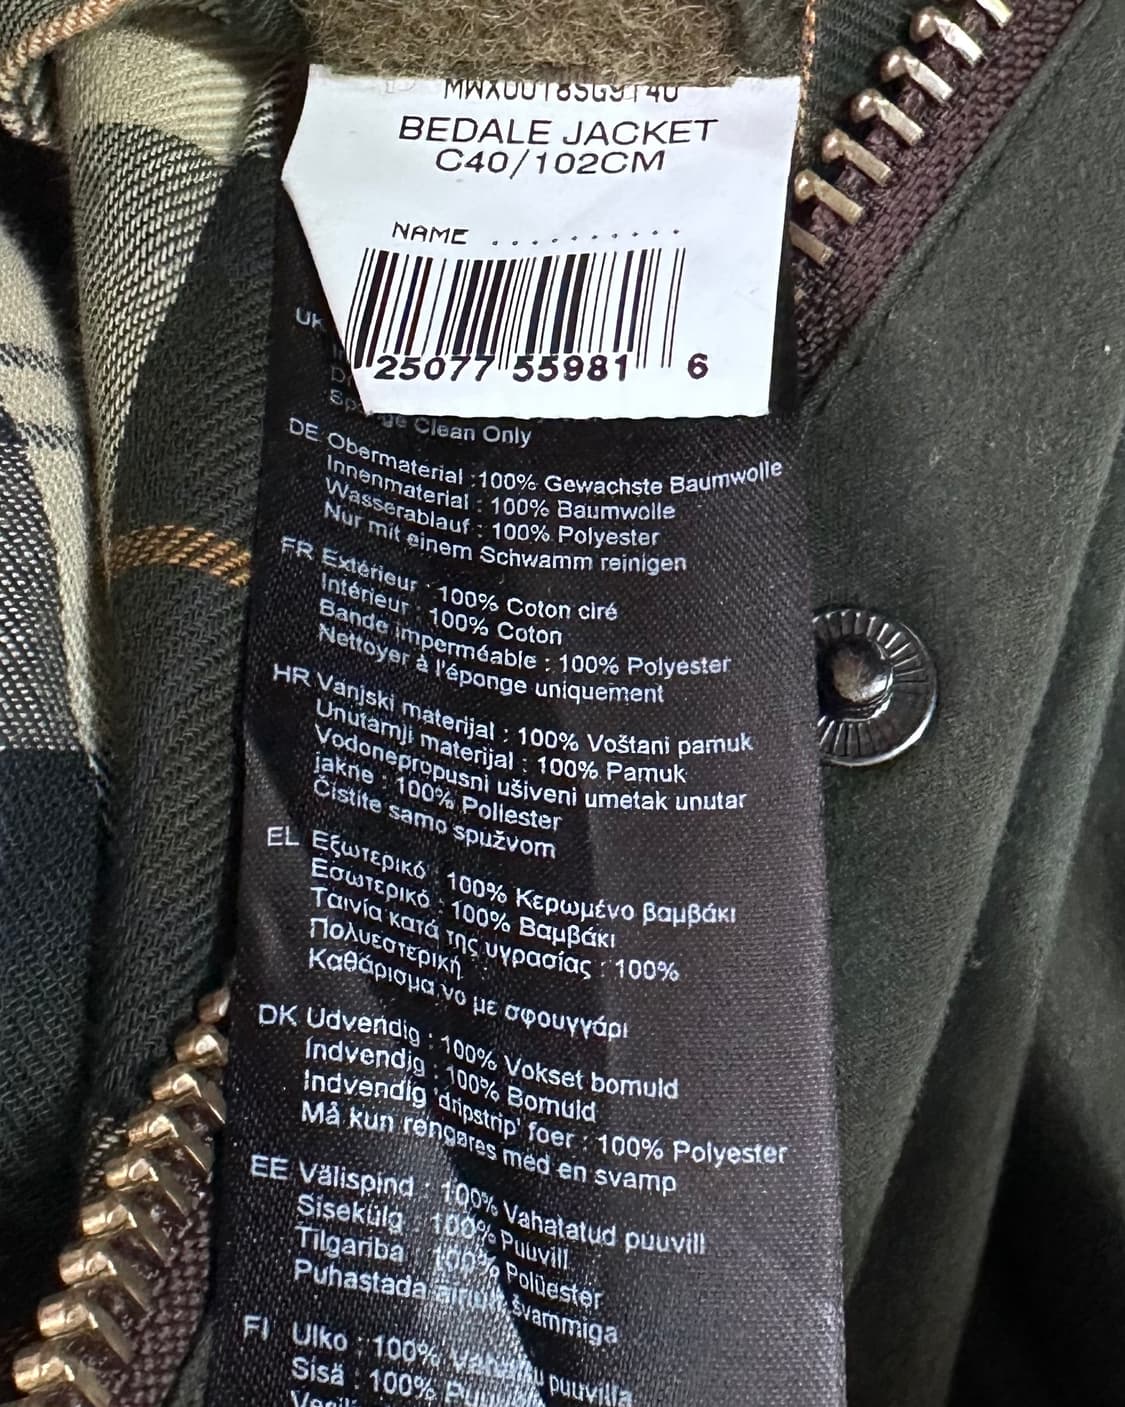 MWX0018SG9140
BEDALE JACKET
C40/102CM
NAME ..........
25077 55981 6
UK
Clean Only
DE Obermaterial : 100% Gewachste Baumwolle
Innenmaterial : 100% Baumwolle
Wasserablauf : 100% Polyester
Nur mit einem Schwamm reinigen
FR Extérieur : 100% Coton ciré
Intérieur : 100% Coton
Bande imperméable : 100% Polyester
Nettoyer à l'éponge uniquement
HR Vanjski materijal : 100% Voštani pamuk
Unutarnji materijal : 100% Pamuk
Vodonepropusni ušiveni umetak unutar
jakne : 100% Poliester
Čistite samo spužvom
EL Εξωτερικό : 100% Κερωμένο βαμβάκι
Εσωτερικό : 100% Βαμβάκι
Ταινία κατά της υγρασίας : 100%
Πολυεστερική
Καθάρισμα νο με σφουγγάρι
DK Udvendig : 100% Vokset bomuld
Indvendig : 100% Bomuld
Indvendig 'dripstrip' foer : 100% Polyester
Må kun rengøres med en svamp
EE Välispind : 100% Vahatatud puuvill
Sisekülg : 100% Puuvill
Tilgariba : 100% Polüester
Puhastada švammiga
FI Ulko : 100% puuvilla
Sisä : 100%